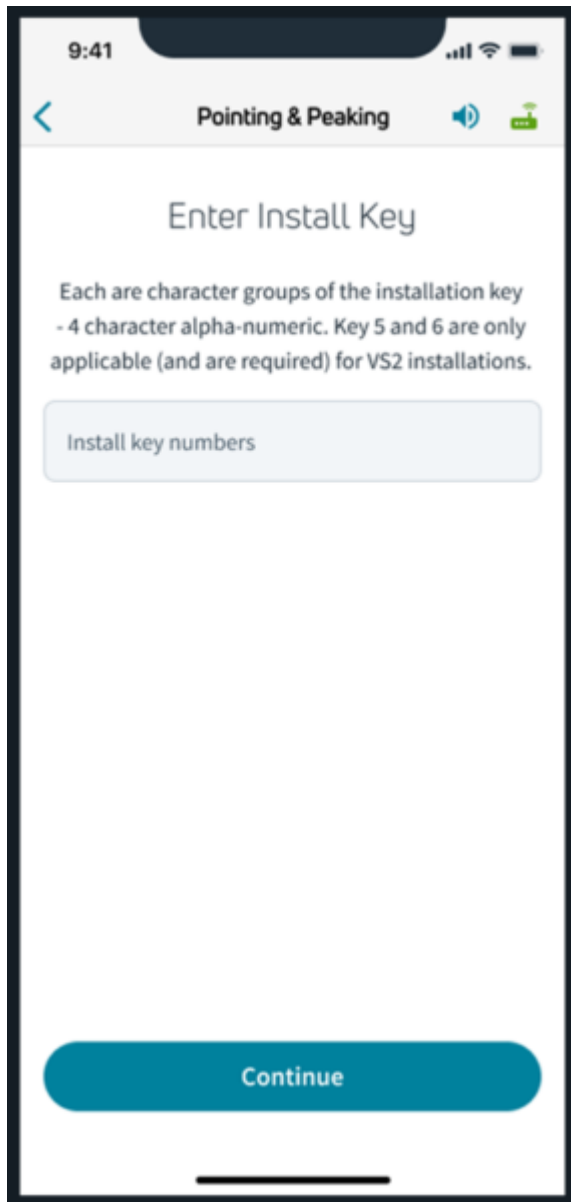 9:41
Pointing & Peaking
Enter Install Key
Each are character groups of the installation key
- 4 character alpha-numeric. Key 5 and 6 are only
applicable (and are required) for VS2 installations.
Install key numbers
Continue